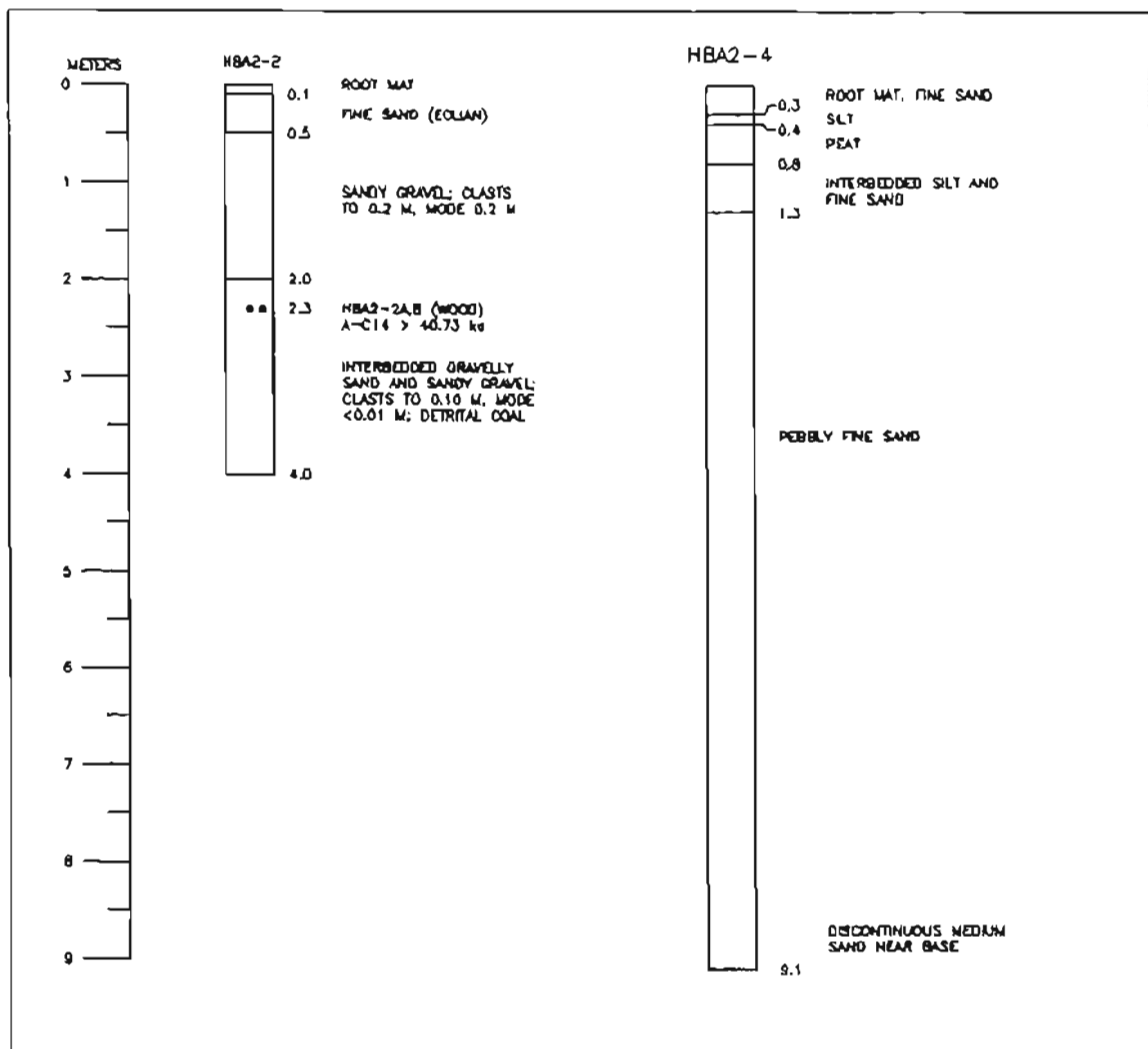 METERS
0
1
2
3
4
5
6
7
8
9
HBA2-2
0.1
0.5
2.0
2.3
4.0
ROOT MAT
FINE SAND (EOLIAN)
SANDY GRAVEL; CLASTS
TO 0.2 M, MODE 0.2 M
HBA2-2A,B (WOOD)
A-C14 > 40.73 ka
INTERBEDDED GRAVELLY
SAND AND SANDY GRAVEL;
CLASTS TO 0.10 M, MODE
<0.01 M; DETRITAL COAL
HBA2-4
0.3
0.4
0.8
1.3
9.1
ROOT MAT, FINE SAND
SILT
PEAT
INTERBEDDED SILT AND
FINE SAND
PEBBLY FINE SAND
DISCONTINUOUS MEDIUM
SAND NEAR BASE